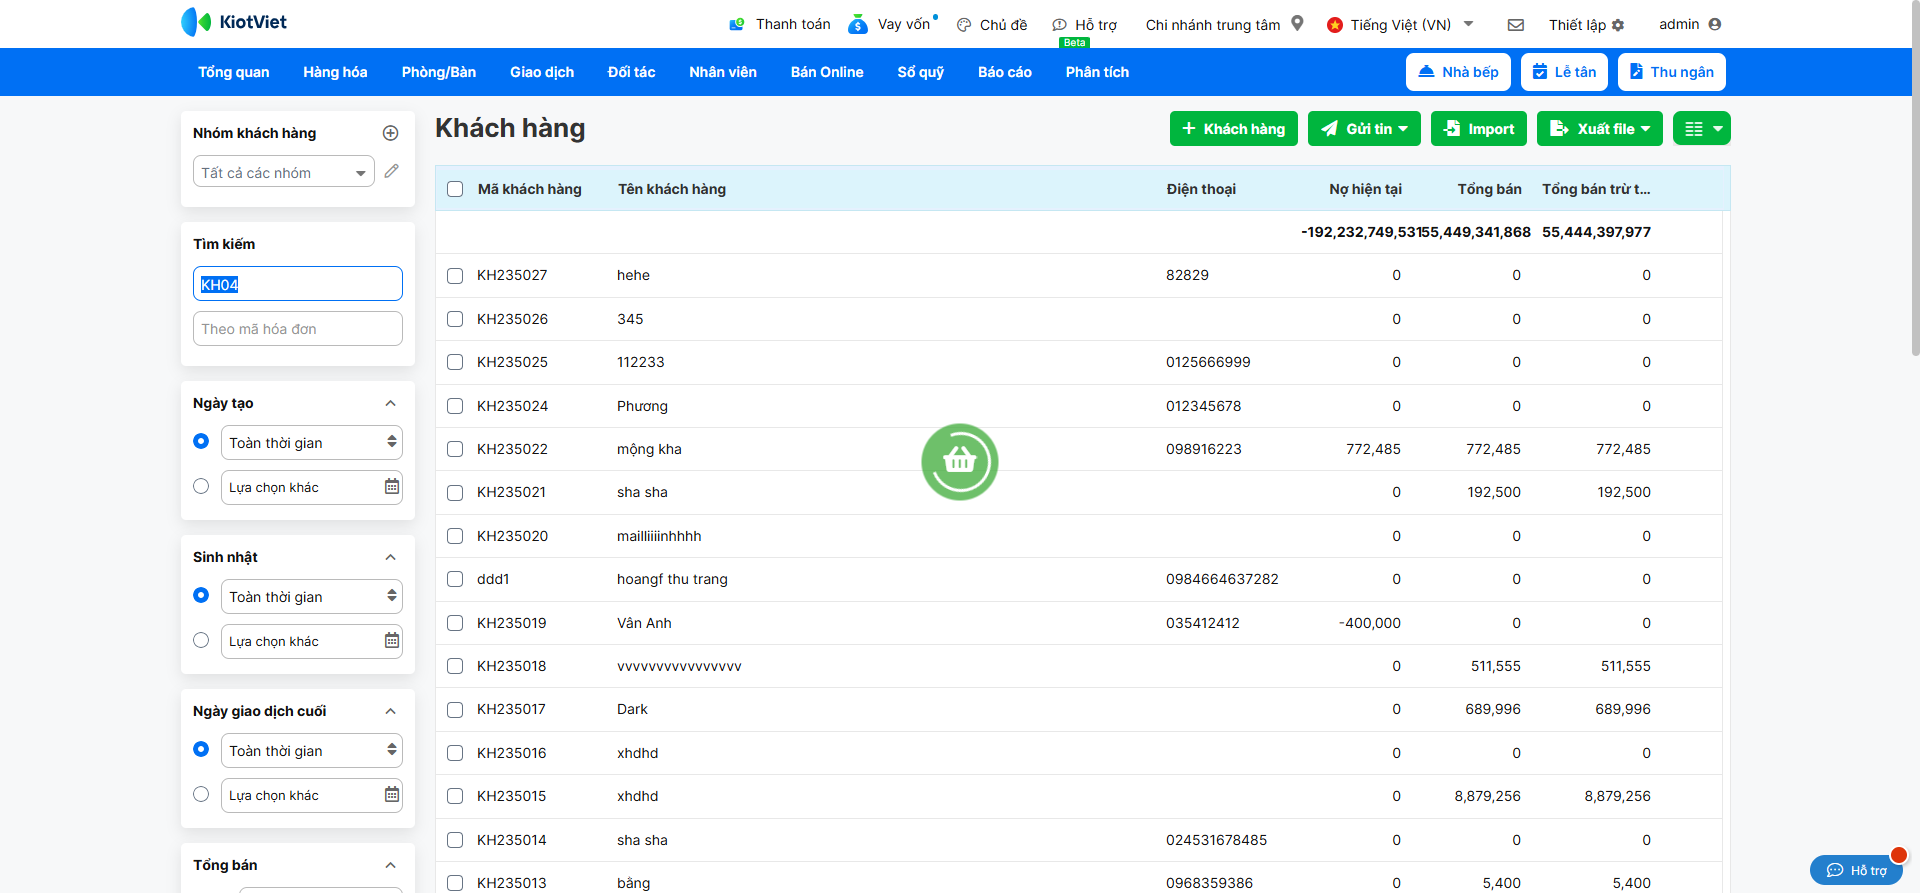 KiotViet
Thanh toán
Vay vốn
Chủ đề
Hỗ trợ
Beta
Chi nhánh trung tâm
Tiếng Việt (VN)
Thiết lập
admin
Tổng quan
Hàng hóa
Phòng/Bàn
Giao dịch
Đối tác
Nhân viên
Bán Online
Sổ quỹ
Báo cáo
Phân tích
Nhà bếp
Lễ tân
Thu ngân
Nhóm khách hàng
Tất cả các nhóm
Tìm kiếm
KH04
Theo mã hóa đơn
Ngày tạo
Toàn thời gian
Lựa chọn khác
Sinh nhật
Toàn thời gian
Lựa chọn khác
Ngày giao dịch cuối
Toàn thời gian
Lựa chọn khác
Tổng bán
Khách hàng
Khách hàng
Gửi tin
Import
Xuất file
Mã khách hàng Tên khách hàng Điện thoại Nợ hiện tại Tổng bán Tổng bán trừ t...
-192,232,749,53155,449,341,868 55,444,397,977
KH235027 hehe 82829 0 0 0
KH235026 345 0 0 0
KH235025 112233 0125666999 0 0 0
KH235024 Phương 012345678 0 0 0
KH235022 mộng kha 098916223 772,485 772,485 772,485
KH235021 sha sha 0 192,500 192,500
KH235020 mailliiiinhhhh 0 0 0
ddd1 hoangf thu trang 0984664637282 0 0 0
KH235019 Vân Anh 035412412 -400,000 0 0
KH235018 vvvvvvvvvvvvvvvv 0 511,555 511,555
KH235017 Dark 0 689,996 689,996
KH235016 xhdhd 0 0 0
KH235015 xhdhd 0 8,879,256 8,879,256
KH235014 sha sha 024531678485 0 0 0
KH235013 bằng 0968359386 0 5,400 5,400
Hỗ trợ